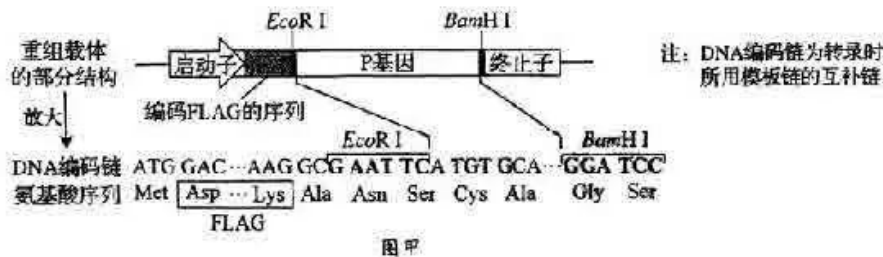 EcoR I
BamH I
重组载体
的部分结构
启动子
P基因
终止子
注：DNA编码链为转录时
所用模板链的互补链
放大
编码FLAG的序列
EcoR I
BamH I
DNA编码链 ATG GAC…AAG GCG AAT TCA TGT GCA…GGA TCC
氨基酸序列 Met Asp … Lys Ala Asn Ser Cys Ala Gly Ser
FLAG
图甲